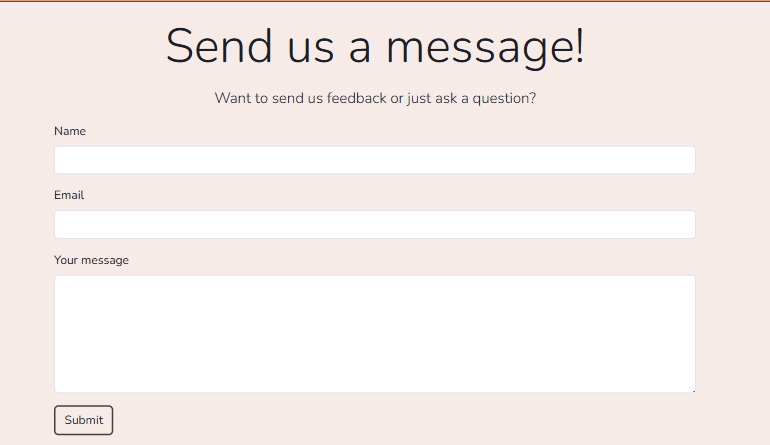 Send us a message!
Want to send us feedback or just ask a question?
Name
Email
Your message
Submit